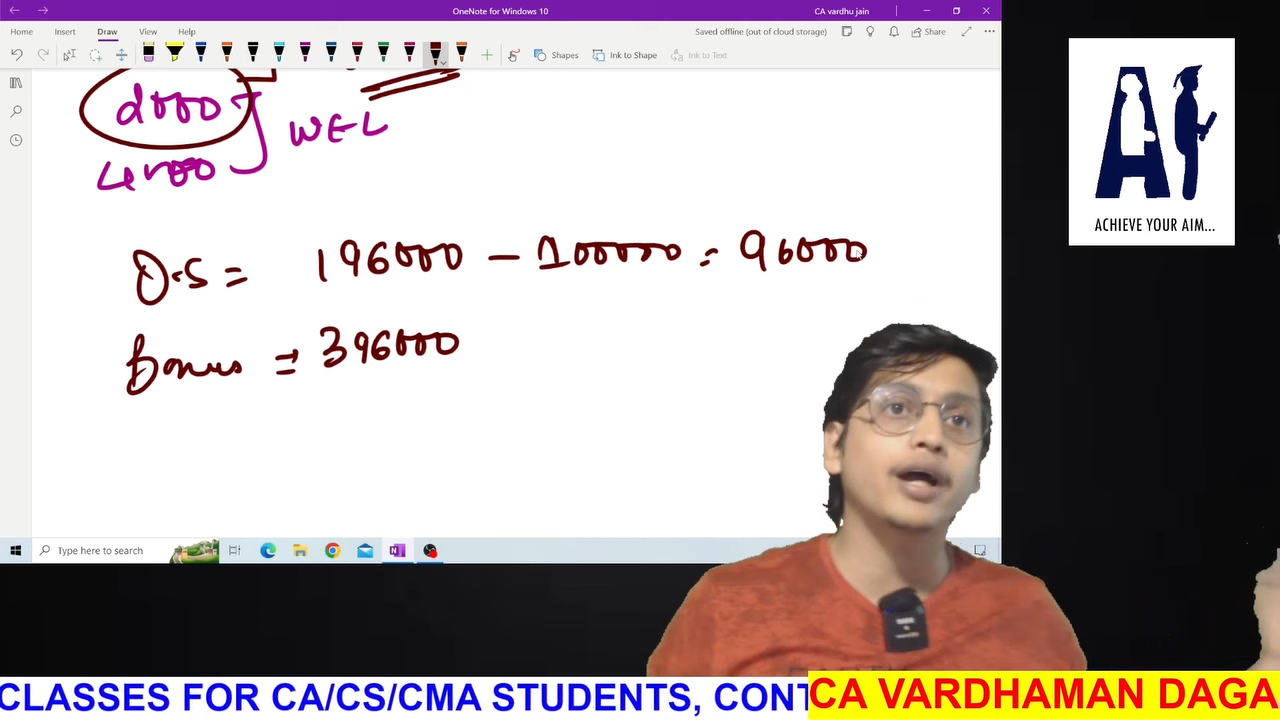 OneNote for Windows 10
CA vardhu jain
Home Insert Draw View Help
Saved offline (out of cloud storage)
Share
Shapes
Ink to Shape
Ink to Text
2000
4000
WEL
O.S = 196000 - 100000 = 96000
Bonus = 396000
ACHIEVE YOUR AIM...
Type here to search
CLASSES FOR CA/CS/CMA STUDENTS, CONT
CA VARDHAMAN DAGA